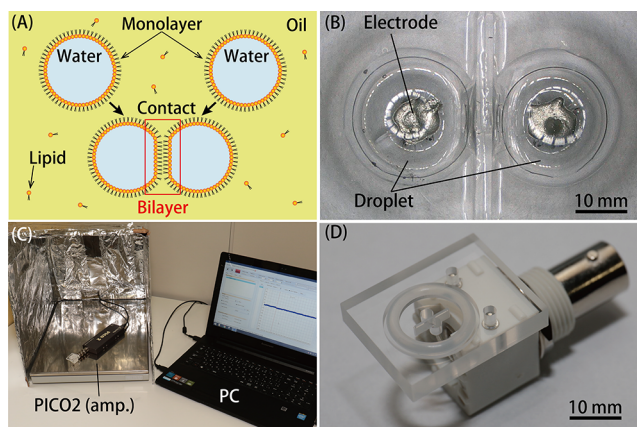 (A)
Monolayer
Oil
Water
Water
Contact
Lipid
Bilayer
(B)
Electrode
Droplet
10 mm
(C)
PICO2 (amp.)
PC
(D)
10 mm